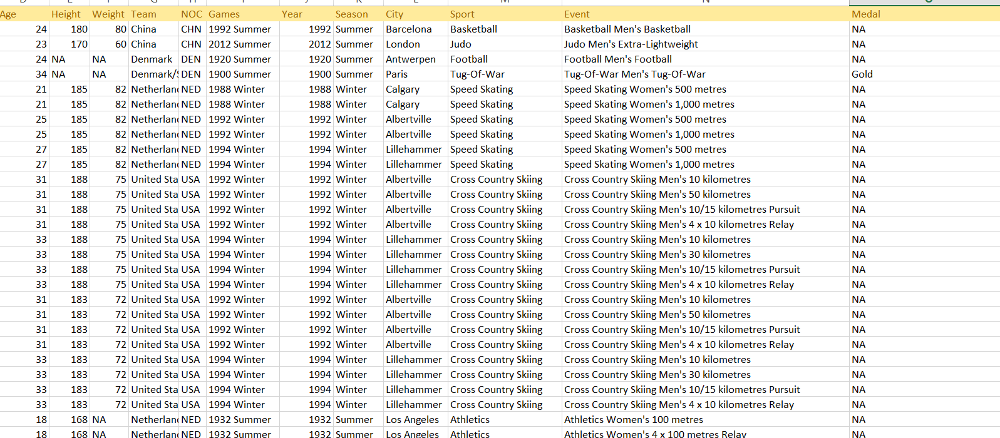 Age Height Weight Team NOC Games Year Season City Sport Event Medal
24 180 80 China CHN 1992 Summer 1992 Summer Barcelona Basketball Basketball Men's Basketball NA
23 170 60 China CHN 2012 Summer 2012 Summer London Judo Judo Men's Extra-Lightweight NA
24 NA NA Denmark DEN 1920 Summer 1920 Summer Antwerpen Football Football Men's Football NA
34 NA NA Denmark/S DEN 1900 Summer 1900 Summer Paris Tug-Of-War Tug-Of-War Men's Tug-Of-War Gold
21 185 82 Netherland NED 1988 Winter 1988 Winter Calgary Speed Skating Speed Skating Women's 500 metres NA
21 185 82 Netherland NED 1988 Winter 1988 Winter Calgary Speed Skating Speed Skating Women's 1,000 metres NA
25 185 82 Netherland NED 1992 Winter 1992 Winter Albertville Speed Skating Speed Skating Women's 500 metres NA
25 185 82 Netherland NED 1992 Winter 1992 Winter Albertville Speed Skating Speed Skating Women's 1,000 metres NA
27 185 82 Netherland NED 1994 Winter 1994 Winter Lillehammer Speed Skating Speed Skating Women's 500 metres NA
27 185 82 Netherland NED 1994 Winter 1994 Winter Lillehammer Speed Skating Speed Skating Women's 1,000 metres NA
31 188 75 United Sta USA 1992 Winter 1992 Winter Albertville Cross Country Skiing Cross Country Skiing Men's 10 kilometres NA
31 188 75 United Sta USA 1992 Winter 1992 Winter Albertville Cross Country Skiing Cross Country Skiing Men's 50 kilometres NA
31 188 75 United Sta USA 1992 Winter 1992 Winter Albertville Cross Country Skiing Cross Country Skiing Men's 10/15 kilometres Pursuit NA
31 188 75 United Sta USA 1992 Winter 1992 Winter Albertville Cross Country Skiing Cross Country Skiing Men's 4 x 10 kilometres Relay NA
33 188 75 United Sta USA 1994 Winter 1994 Winter Lillehammer Cross Country Skiing Cross Country Skiing Men's 10 kilometres NA
33 188 75 United Sta USA 1994 Winter 1994 Winter Lillehammer Cross Country Skiing Cross Country Skiing Men's 30 kilometres NA
33 188 75 United Sta USA 1994 Winter 1994 Winter Lillehammer Cross Country Skiing Cross Country Skiing Men's 10/15 kilometres Pursuit NA
33 188 75 United Sta USA 1994 Winter 1994 Winter Lillehammer Cross Country Skiing Cross Country Skiing Men's 4 x 10 kilometres Relay NA
31 183 72 United Sta USA 1992 Winter 1992 Winter Albertville Cross Country Skiing Cross Country Skiing Men's 10 kilometres NA
31 183 72 United Sta USA 1992 Winter 1992 Winter Albertville Cross Country Skiing Cross Country Skiing Men's 50 kilometres NA
31 183 72 United Sta USA 1992 Winter 1992 Winter Albertville Cross Country Skiing Cross Country Skiing Men's 10/15 kilometres Pursuit NA
31 183 72 United Sta USA 1992 Winter 1992 Winter Albertville Cross Country Skiing Cross Country Skiing Men's 4 x 10 kilometres Relay NA
33 183 72 United Sta USA 1994 Winter 1994 Winter Lillehammer Cross Country Skiing Cross Country Skiing Men's 10 kilometres NA
33 183 72 United Sta USA 1994 Winter 1994 Winter Lillehammer Cross Country Skiing Cross Country Skiing Men's 30 kilometres NA
33 183 72 United Sta USA 1994 Winter 1994 Winter Lillehammer Cross Country Skiing Cross Country Skiing Men's 10/15 kilometres Pursuit NA
33 183 72 United Sta USA 1994 Winter 1994 Winter Lillehammer Cross Country Skiing Cross Country Skiing Men's 4 x 10 kilometres Relay NA
18 168 NA Netherland NED 1932 Summer 1932 Summer Los Angeles Athletics Athletics Women's 100 metres NA
18 168 NA Netherland NED 1932 Summer 1932 Summer Los Angeles Athletics Athletics Women's 4 x 100 metres Relay NA